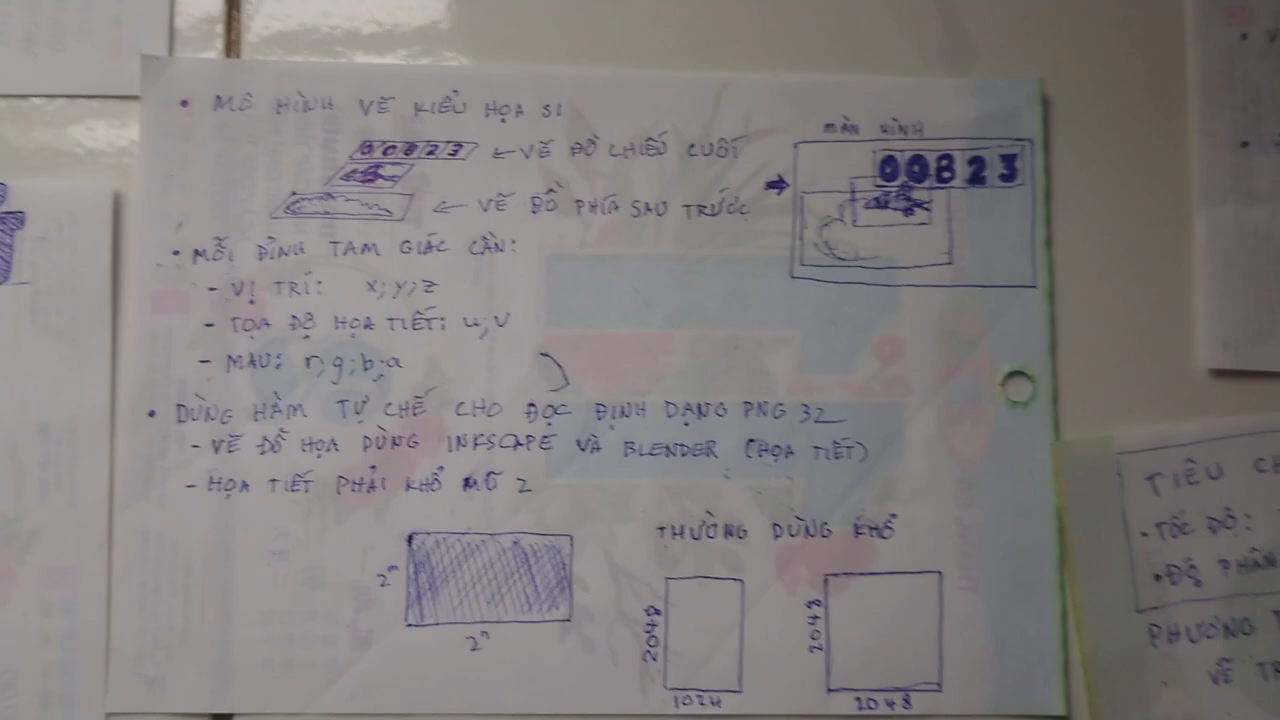 • MÔ HÌNH VẼ KIỂU HỌA SĨ
00823 ← VẼ ĐỒ CHIẾU CUỐI
← VẼ ĐỒ PHÍA SAU TRƯỚC
MÀN HÌNH
00823
• MỖI ĐỈNH TAM GIÁC CẦN:
- VỊ TRÍ: x; y; z
- TỌA ĐỘ HỌA TIẾT: u; v
- MÀU: r; g; b; a
• DÙNG HÀM TỰ CHẾ CHO ĐỌC ĐỊNH DẠNG PNG 32
- VẼ ĐỒ HỌA DÙNG INKSCAPE VÀ BLENDER (HỌA TIẾT)
- HỌA TIẾT PHẢI KHỔ MŨ 2
2ⁿ
2ⁿ
THƯỜNG DÙNG KHỔ
2048
1024
2048
2048
TIÊU
• TỐC ĐỘ:
• ĐỘ PHÂN
PHƯƠNG
VẼ